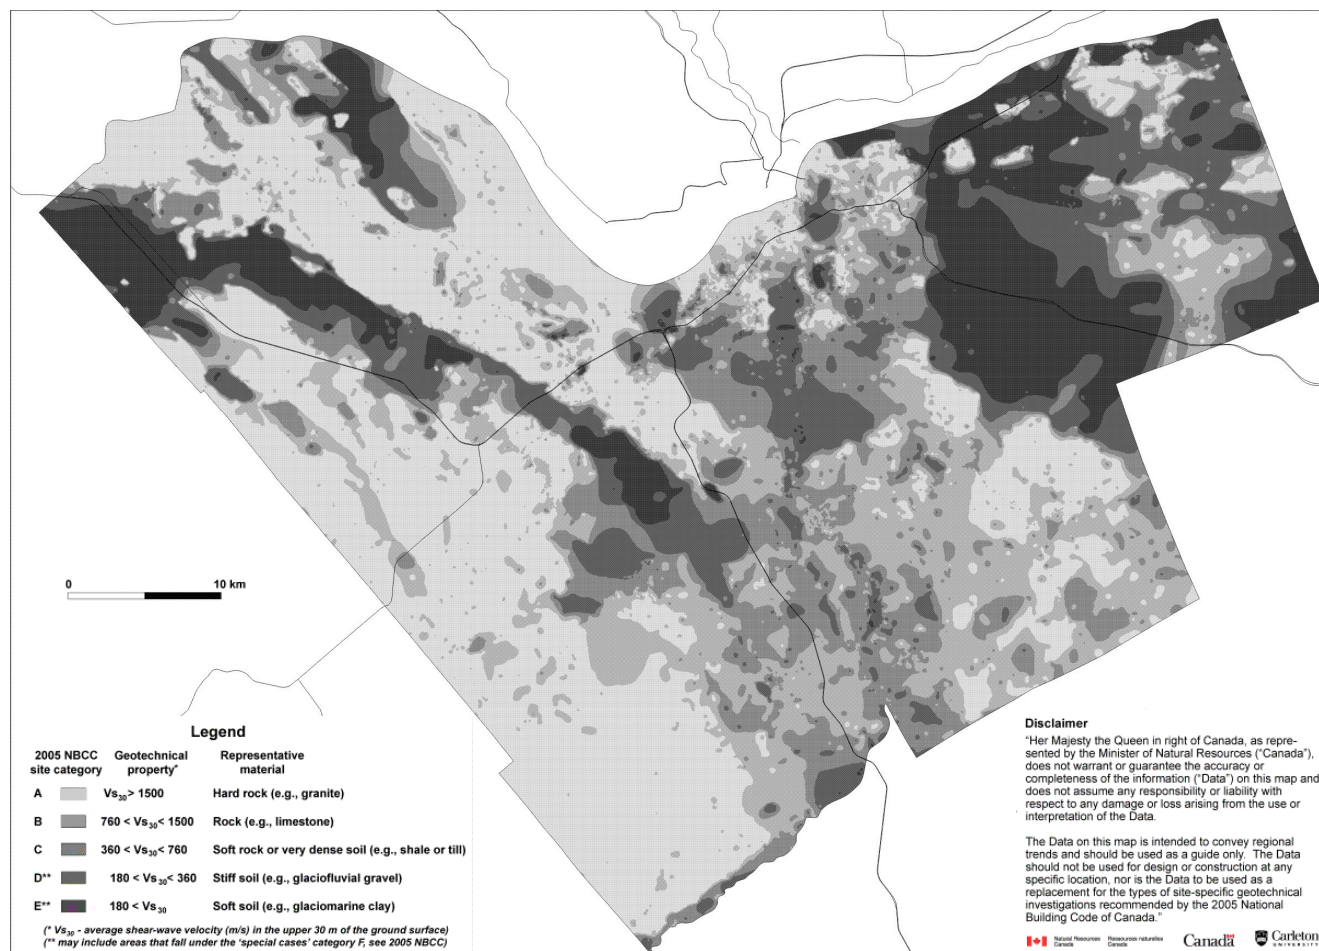 0 10 km
Legend
2005 NBCC Geotechnical Representative
site category property* material
A Vs30 > 1500 Hard rock (e.g., granite)
B 760 < Vs30 < 1500 Rock (e.g., limestone)
C 360 < Vs30 < 760 Soft rock or very dense soil (e.g., shale or till)
D** 180 < Vs30 < 360 Stiff soil (e.g., glaciofluvial gravel)
E** 180 < Vs30 Soft soil (e.g., glaciomarine clay)
(* Vs30 - average shear-wave velocity (m/s) in the upper 30 m of the ground surface)
(** may include areas that fall under the 'special cases' category F, see 2005 NBCC)
Disclaimer
"Her Majesty the Queen in right of Canada, as repre-
sented by the Minister of Natural Resources ("Canada"),
does not warrant or guarantee the accuracy or
completeness of the information ("Data") on this map and
does not assume any responsibility or liability with
respect to any damage or loss arising from the use or
interpretation of the Data.
The Data on this map is intended to convey regional
trends and should be used as a guide only. The Data
should not be used for design or construction at any
specific location, nor is the Data to be used as a
replacement for the types of site-specific geotechnical
investigations recommended by the 2005 National
Building Code of Canada."
Natural Resources Ressources naturelles
Canada Canada
Canada
Carleton
UNIVERSITY